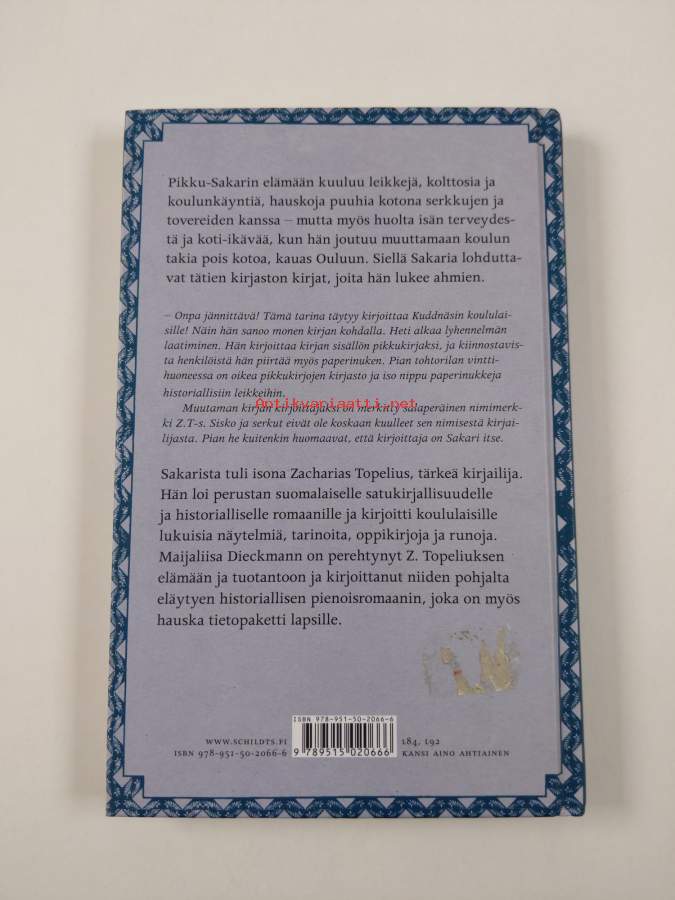 Pikku-Sakarin elämään kuuluu leikkejä, kolttosia ja
koulunkäyntiä, hauskoja puuhia kotona serkkujen ja
tovereiden kanssa – mutta myös huolta isän terveydes-
tä ja koti-ikävää, kun hän joutuu muuttamaan koulun
takia pois kotoa, kauas Ouluun. Siellä Sakaria lohdutta-
vat tätien kirjaston kirjat, joita hän lukee ahmien.
– Onpa jännittävä! Tämä tarina täytyy kirjoittaa Kuddnäsin koululai-
sille! Näin hän sanoo monen kirjan kohdalla. Heti alkaa lyhennelmän
laatiminen. Hän kirjoittaa kirjan sisällön pikkukirjaksi, ja kiinnostavis-
ta henkilöistä hän piirtää myös paperinuken. Pian tohtorilan vintti-
huoneessa on oikea pikkukirjojen kirjasto ja iso nippu paperinukkeja
historiallisiin leikkeihin.
Antikvariaatti.net
Muutaman kirjan kirjoittajaksi on merkitty salaperäinen nimimerk-
ki Z.T-s. Sisko ja serkut eivät ole koskaan kuulleet sen nimisestä kirjai-
lijasta. Pian he kuitenkin huomaavat, että kirjoittaja on Sakari itse.
Sakarista tuli isona Zacharias Topelius, tärkeä kirjailija.
Hän loi perustan suomalaiselle satukirjallisuudelle
ja historialliselle romaanille ja kirjoitti koululaisille
lukuisia näytelmiä, tarinoita, oppikirjoja ja runoja.
Maijaliisa Dieckmann on perehtynyt Z. Topeliuksen
elämään ja tuotantoon ja kirjoittanut niiden pohjalta
eläytyen historiallisen pienoisromaanin, joka on myös
hauska tietopaketti lapsille.
ISBN 978-951-50-2066-6
WWW.SCHILDTS.FI
ISBN 978-951-50-2066-6
9 789515 020666
184, 192
KANSI AINO AHTIAINEN